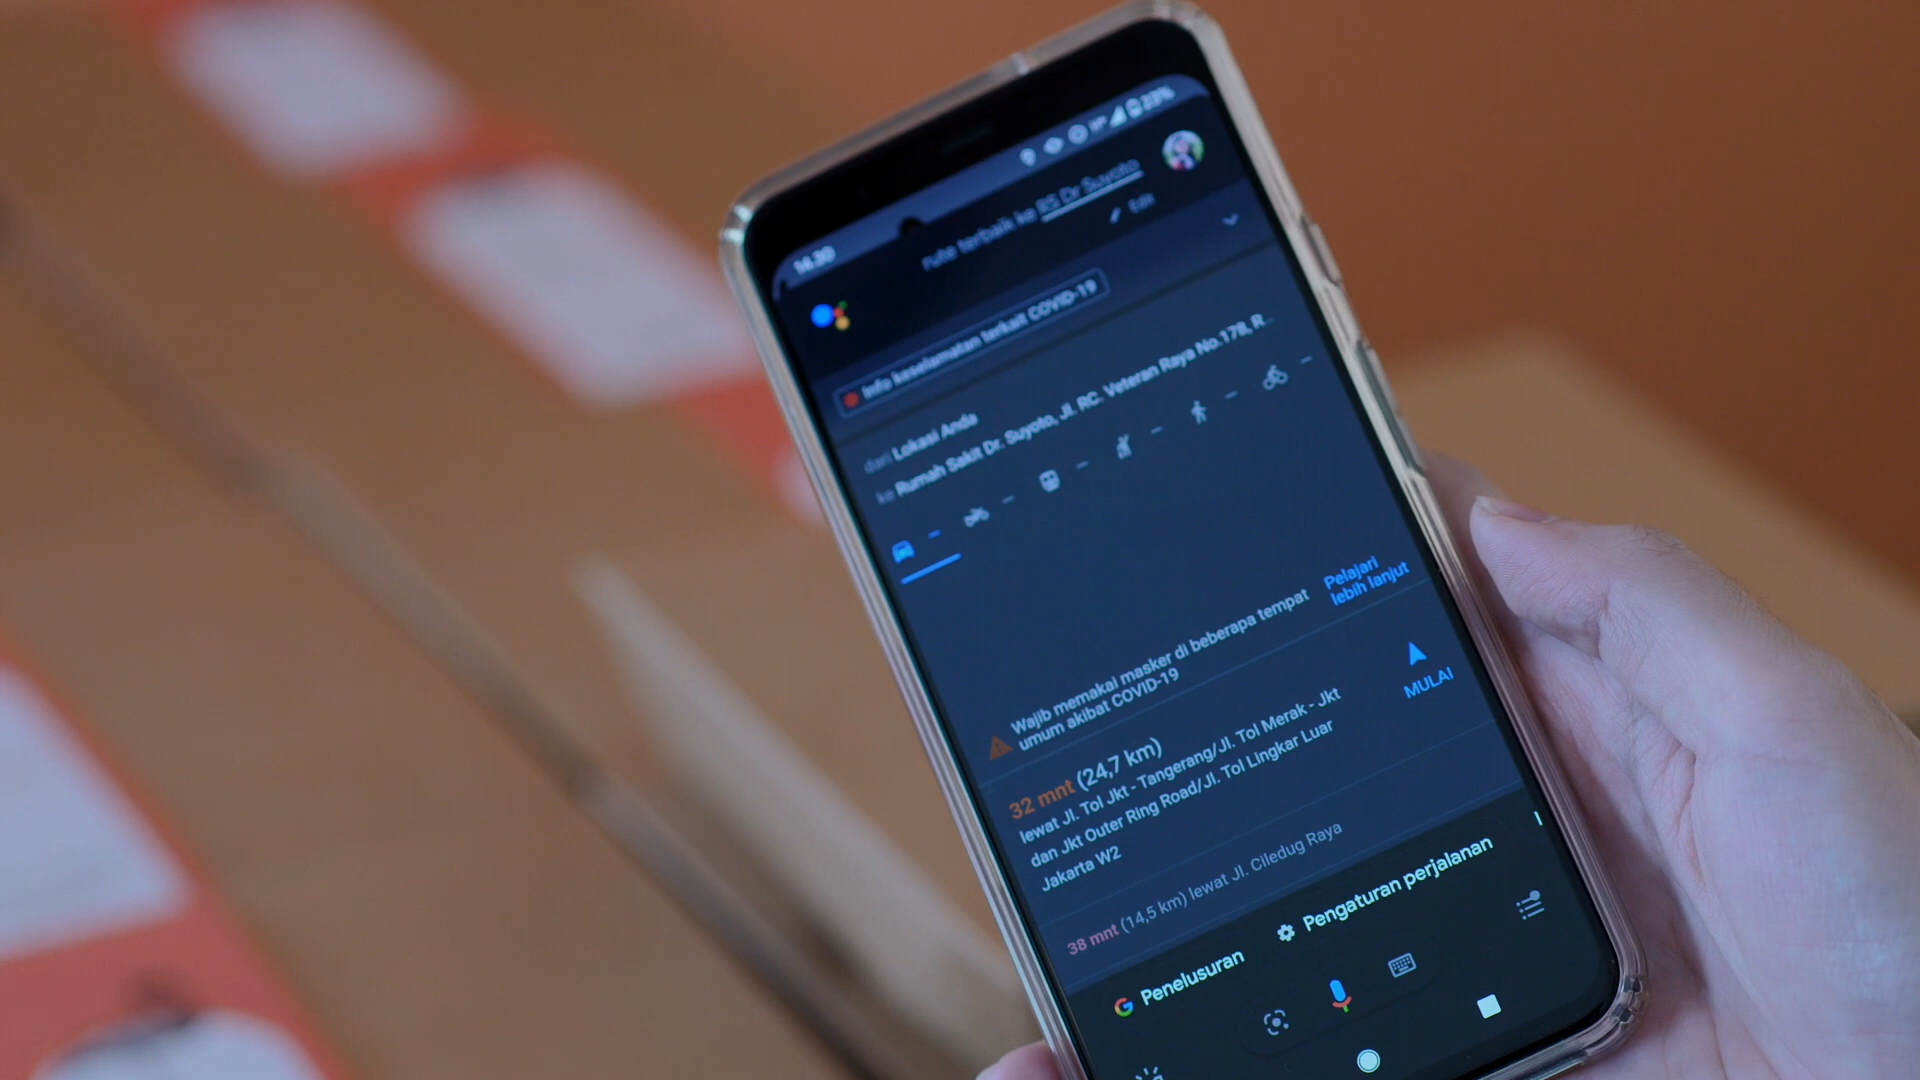 14.30
23%
rute terbaik ke RS Dr Suyoto
Edit
Info keselamatan terkait COVID-19
dari Lokasi Anda
ke Rumah Sakit Dr. Suyoto, Jl. RC. Veteran Raya No.178, R...
Wajib memakai masker di beberapa tempat
umum akibat COVID-19
Pelajari
lebih lanjut
32 mnt (24,7 km)
lewat Jl. Tol Jkt - Tangerang/Jl. Tol Merak - Jkt
dan Jkt Outer Ring Road/Jl. Tol Lingkar Luar
Jakarta W2
MULAI
38 mnt (14,5 km) lewat Jl. Ciledug Raya
Penelusuran
Pengaturan perjalanan